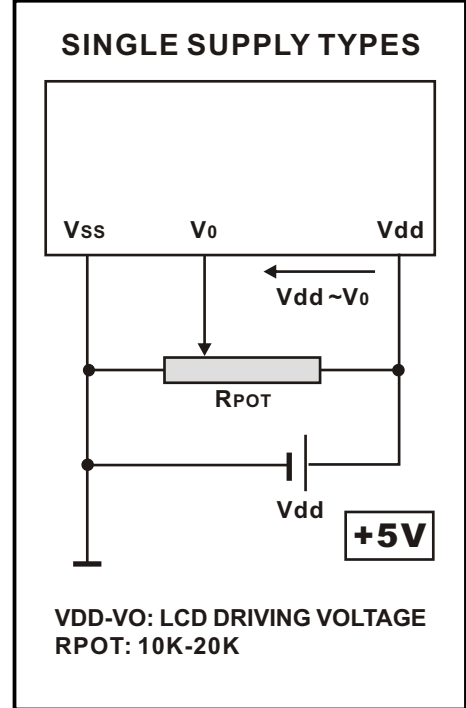 SINGLE SUPPLY TYPES
Vss V0 Vdd
Vdd ~V0
RPOT
Vdd
+5V
VDD-VO: LCD DRIVING VOLTAGE
RPOT: 10K-20K